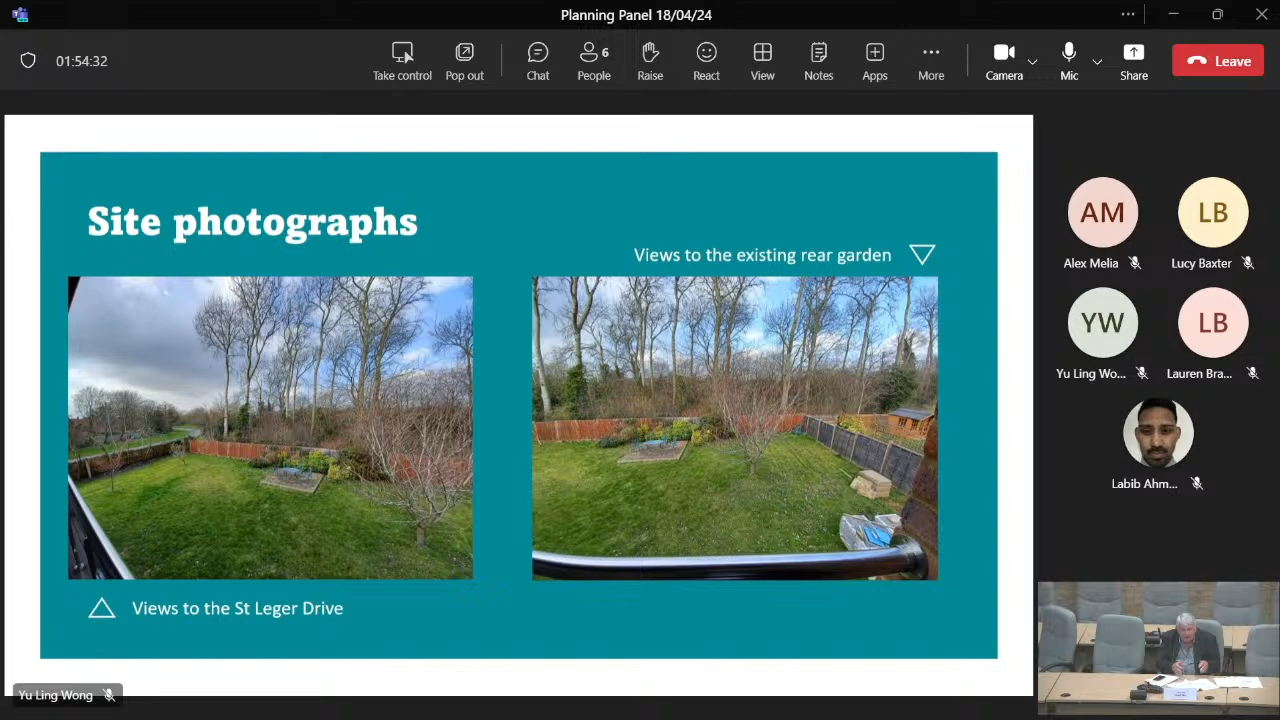 Planning Panel 18/04/24
01:54:32
Take control
Pop out
Chat
6
People
Raise
React
View
Notes
Apps
More
Camera
Mic
Share
Leave
Site photographs
Views to the existing rear garden
Views to the St Leger Drive
AM
Alex Melia
LB
Lucy Baxter
YW
Yu Ling Wo...
LB
Lauren Bra...
Labib Ahm...
Yu Ling Wong